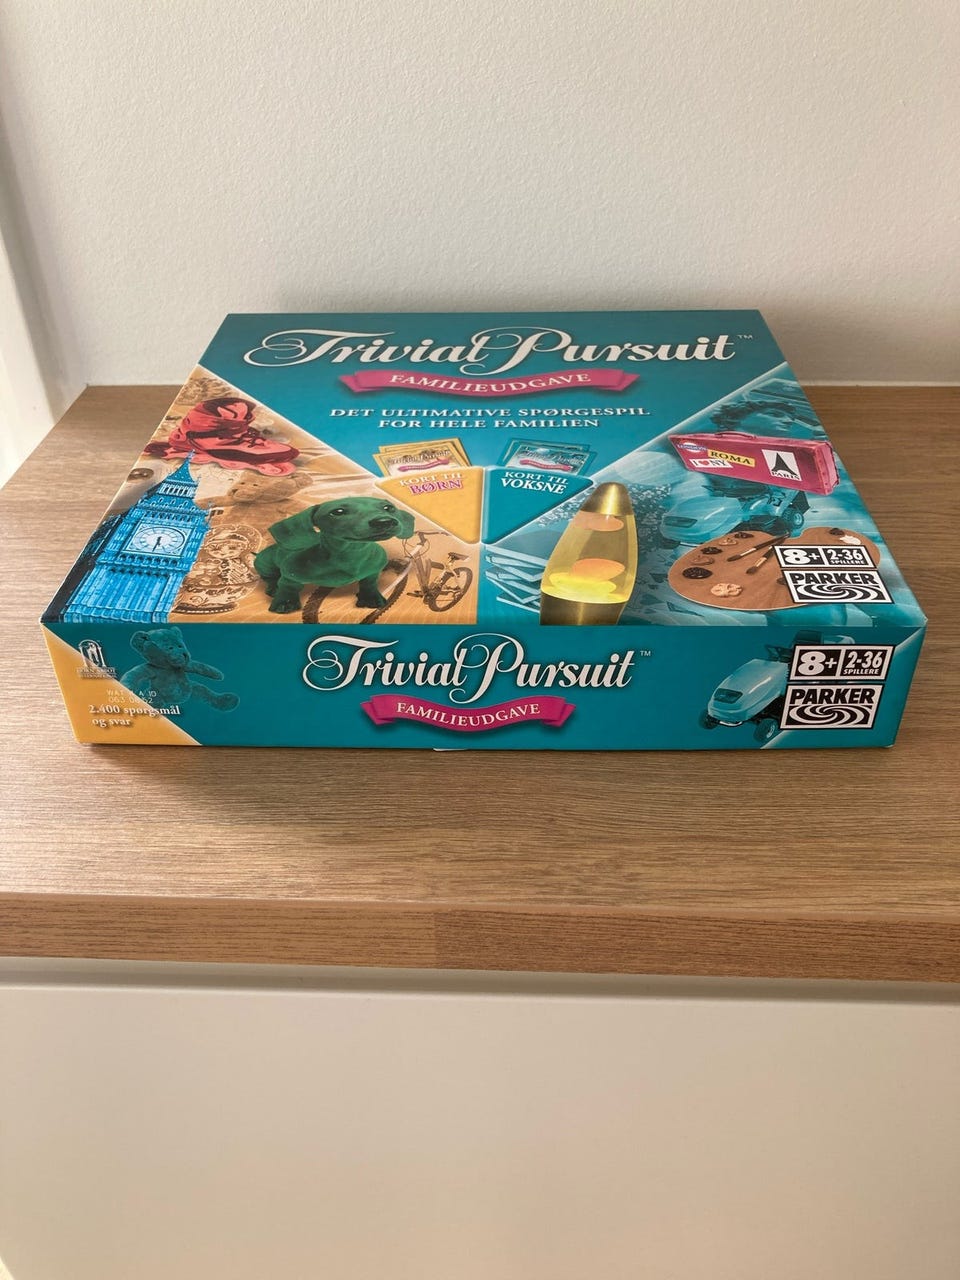 Trivial Pursuit™
FAMILIEUDGAVE
DET ULTIMATIVE SPØRGESPIL
FOR HELE FAMILIEN
KORT TIL
BØRN
KORT TIL
VOKSNE
ROMA
I ♥ NY
PARIS
8+
2-36
SPILLERE
PARKER
Trivial Pursuit™
FAMILIEUDGAVE
2.400 spørgsmål
og svar
8+
2-36
SPILLERE
PARKER